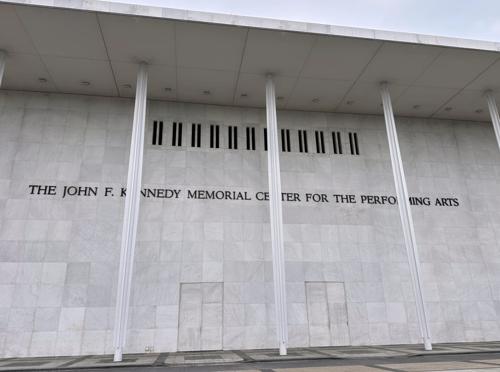 THE JOHN F. KENNEDY MEMORIAL CENTER FOR THE PERFORMING ARTS